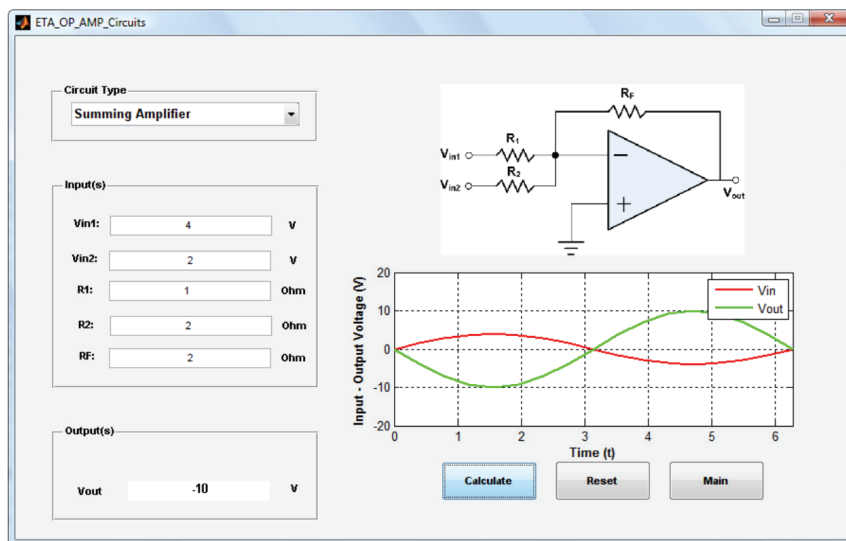 ETA_OP_AMP_Circuits
Circuit Type
Summing Amplifier
Input(s)
Vin1: 4 V
Vin2: 2 V
R1: 1 Ohm
R2: 2 Ohm
RF: 2 Ohm
Output(s)
Vout -10 V
RF
R1
Vin1
R2
Vin2
−
+
Vout
Input - Output Voltage (V)
20
10
0
-10
-20
Vin
Vout
0 1 2 3 4 5 6
Time (t)
Calculate Reset Main